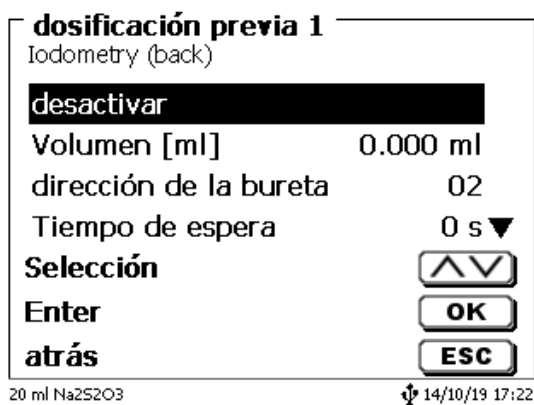 dosificación previa 1
Iodometry (back)
desactivar
Volumen [ml] 0.000 ml
dirección de la bureta 02
Tiempo de espera 0 s
Selección
Enter OK
atrás ESC
20 ml Na2S2O3 14/10/19 17:22